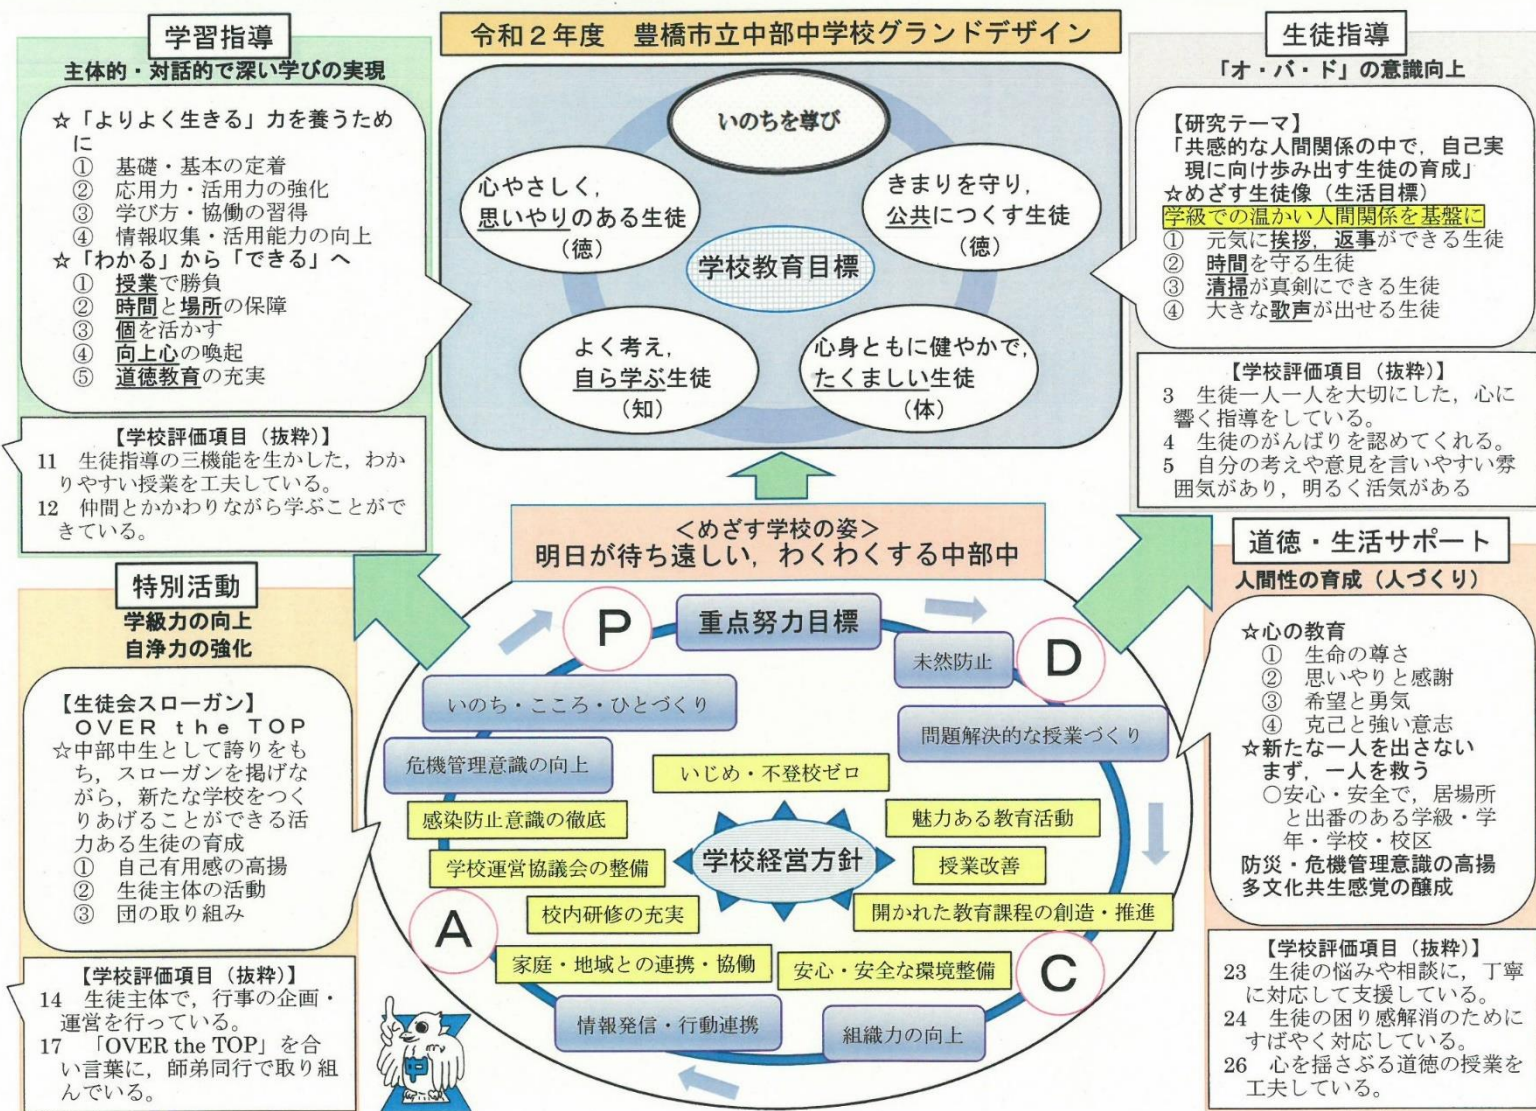 令和２年度　豊橋市立中部中学校グランドデザイン
学習指導
主体的・対話的で深い学びの実現
☆「よりよく生きる」力を養うため
に
①　基礎・基本の定着
②　応用力・活用力の強化
③　学び方・協働の習得
④　情報収集・活用能力の向上
☆「わかる」から「できる」へ
①　授業で勝負
②　時間と場所の保障
③　個を活かす
④　向上心の喚起
⑤　道徳教育の充実
【学校評価項目（抜粋）】
11　生徒指導の三機能を生かした，わか
りやすい授業を工夫している。
12　仲間とかかわりながら学ぶことがで
きている。
いのちを尊び
心やさしく，
思いやりのある生徒
（徳）
きまりを守り，
公共につくす生徒
（徳）
学校教育目標
よく考え，
自ら学ぶ生徒
（知）
心身ともに健やかで，
たくましい生徒
（体）
生徒指導
「オ・バ・ド」の意識向上
【研究テーマ】
「共感的な人間関係の中で，自己実
現に向け歩み出す生徒の育成」
☆めざす生徒像（生活目標）
学級での温かい人間関係を基盤に
①　元気に挨拶，返事ができる生徒
②　時間を守る生徒
③　清掃が真剣にできる生徒
④　大きな歌声が出せる生徒
【学校評価項目（抜粋）】
3　生徒一人一人を大切にした，心に
響く指導をしている。
4　生徒のがんばりを認めてくれる。
5　自分の考えや意見を言いやすい雰
囲気があり，明るく活気がある
＜めざす学校の姿＞
明日が待ち遠しい，わくわくする中部中
特別活動
学級力の向上
自浄力の強化
【生徒会スローガン】
ＯＶＥＲ ｔｈｅ ＴＯＰ
☆中部中生として誇りをも
ち，スローガンを掲げな
がら，新たな学校をつく
りあげることができる活
力ある生徒の育成
①　自己有用感の高揚
②　生徒主体の活動
③　団の取り組み
【学校評価項目（抜粋）】
14　生徒主体で，行事の企画・
運営を行っている。
17　「OVER the TOP」を合
い言葉に，師弟同行で取り組
んでいる。
P
重点努力目標
D
未然防止
いのち・こころ・ひとづくり
問題解決的な授業づくり
危機管理意識の向上
いじめ・不登校ゼロ
感染防止意識の徹底
魅力ある教育活動
学校運営協議会の整備
学校経営方針
授業改善
校内研修の充実
開かれた教育課程の創造・推進
A
家庭・地域との連携・協働
安心・安全な環境整備
C
情報発信・行動連携
組織力の向上
中
道徳・生活サポート
人間性の育成（人づくり）
☆心の教育
①　生命の尊さ
②　思いやりと感謝
③　希望と勇気
④　克己と強い意志
☆新たな一人を出さない
まず，一人を救う
○安心・安全で，居場所
と出番のある学級・学
年・学校・校区
防災・危機管理意識の高揚
多文化共生感覚の醸成
【学校評価項目（抜粋）】
23　生徒の悩みや相談に，丁寧
に対応して支援している。
24　生徒の困り感解消のために
すばやく対応している。
26　心を揺さぶる道徳の授業を
工夫している。